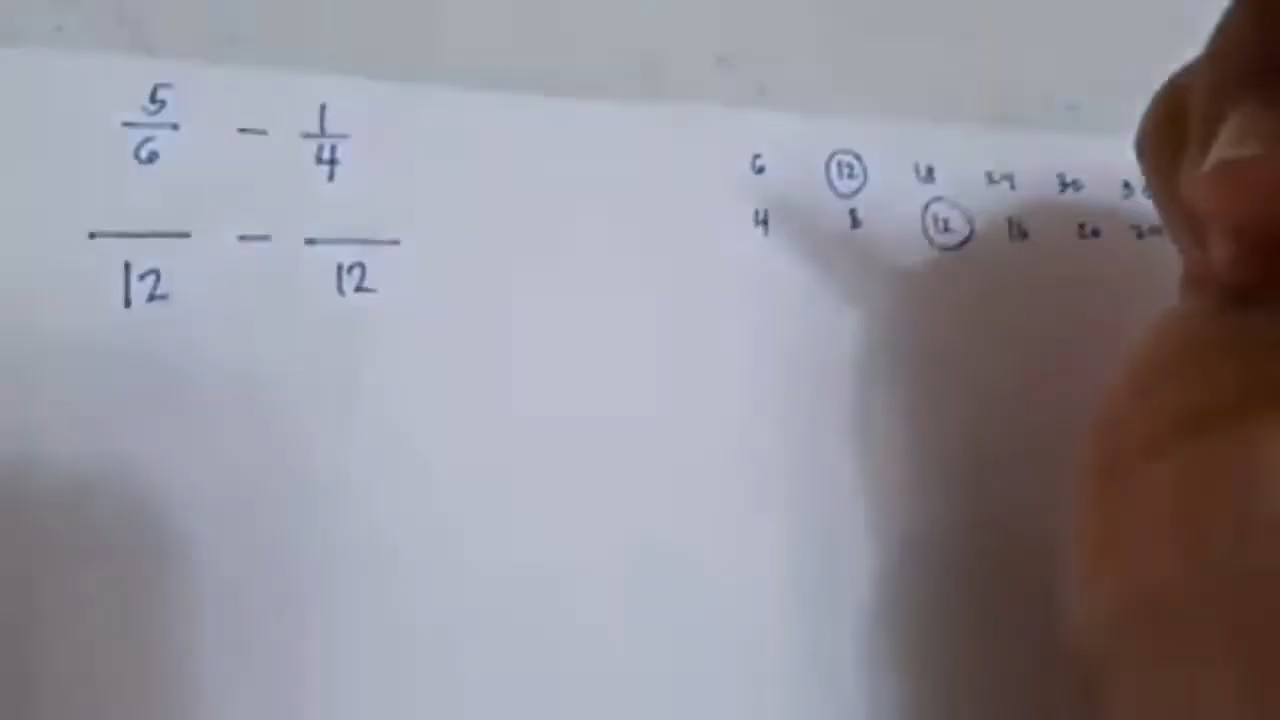 5/6 - 1/4
/12 - /12
6 12 18 24 30
4 8 12 16 20